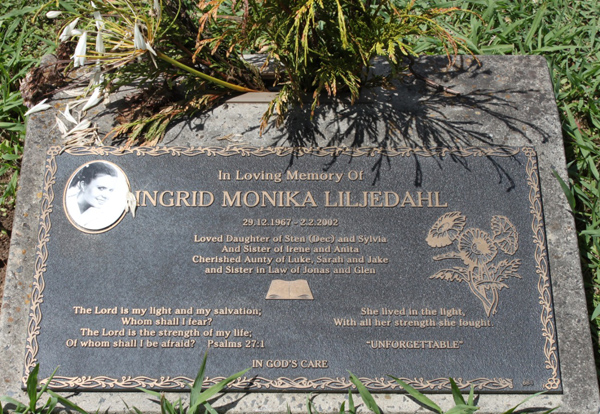 In Loving Memory Of
INGRID MONIKA LILJEDAHL
29.12.1967 - 2.2.2002
Loved Daughter of Sten (Dec) and Sylvia
And Sister of Irene and Anita
Cherished Aunty of Luke, Sarah and Jake
and Sister in Law of Jonas and Glen
The Lord is my light and my salvation;
Whom shall I fear?
The Lord is the strength of my life;
Of whom shall I be afraid? Psalms 27:1
She lived in the light,
With all her strength she fought.
"UNFORGETTABLE"
IN GOD'S CARE